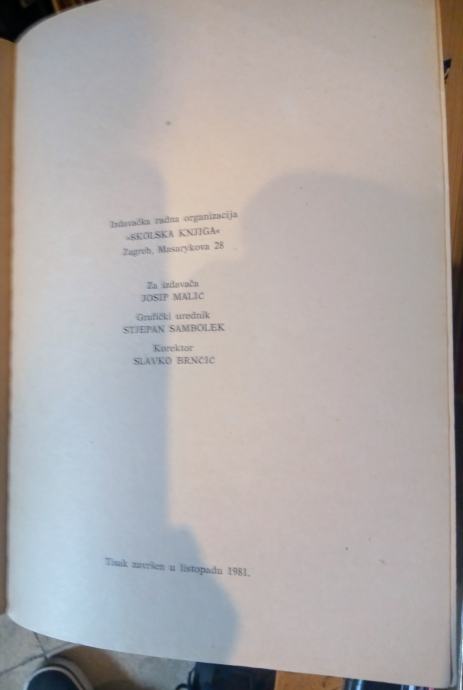 Izdavačka radna organizacija
»ŠKOLSKA KNJIGA«
Zagreb, Masarykova 28
Za izdavača
JOSIP MALIĆ
Grafički urednik
STJEPAN SAMBOLEK
Korektor
SLAVKO BRNČIĆ
Tisak završen u listopadu 1981.